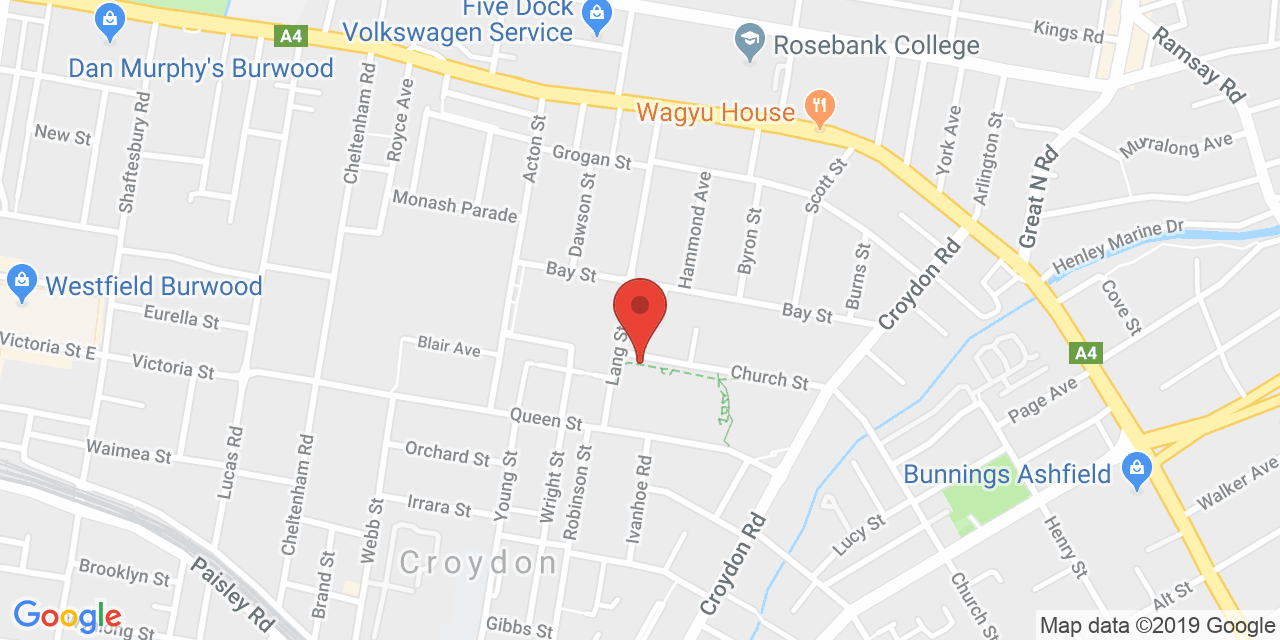 Five Dock
Volkswagen Service
A4
Kings Rd
Ramsay Rd
Dan Murphy's Burwood
Rosebank College
Wagyu House
New St
Shaftesbury Rd
Cheltenham Rd
Royce Ave
Acton St
Grogan St
Dawson St
Monash Parade
Hammond Ave
Byron St
Scott St
York Ave
Arlington St
Great N Rd
Murralong Ave
Henley Marine Dr
Bay St
Bay St
Burns St
Croydon Rd
Cove St
Westfield Burwood
Eurella St
Victoria St E
Victoria St
Blair Ave
Lang St
Church St
A4
Page Ave
Queen St
Waimea St
Lucas Rd
Cheltenham Rd
Orchard St
Webb St
Irrara St
Young St
Wright St
Robinson St
Ivanhoe Rd
Bunnings Ashfield
Walker Ave
Lucy St
Henry St
Croydon Rd
Croydon
Brooklyn St
Paisley Rd
Brand St
Gibbs St
Church St
Alt St
Google
Map data ©2019 Google